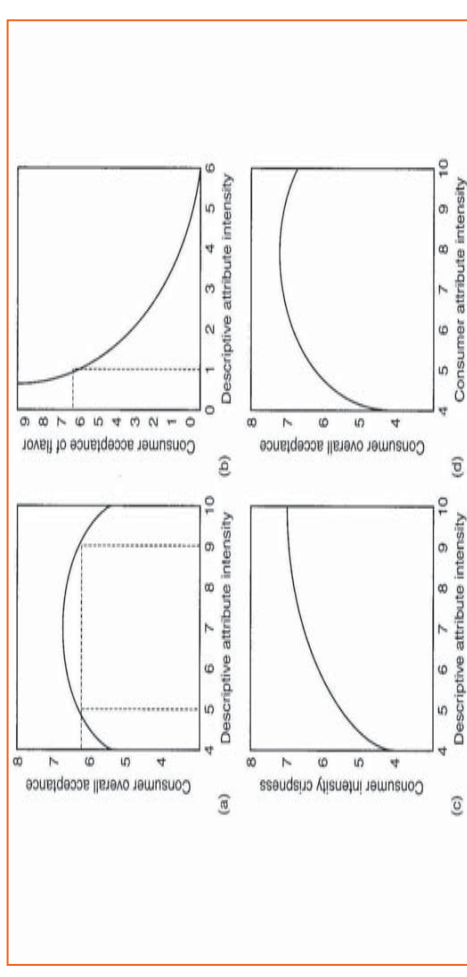 Consumer overall acceptance
8
7
6
5
4
4 5 6 7 8 9 10
Descriptive attribute intensity
(a)
Consumer acceptance of flavor
9
8
7
6
5
4
3
2
1
0
0 1 2 3 4 5 6
Descriptive attribute intensity
(b)
Consumer intensity crispness
8
7
6
5
4
4 5 6 7 8 9 10
Descriptive attribute intensity
(c)
Consumer overall acceptance
8
7
6
5
4
4 5 6 7 8 9 10
Consumer attribute intensity
(d)